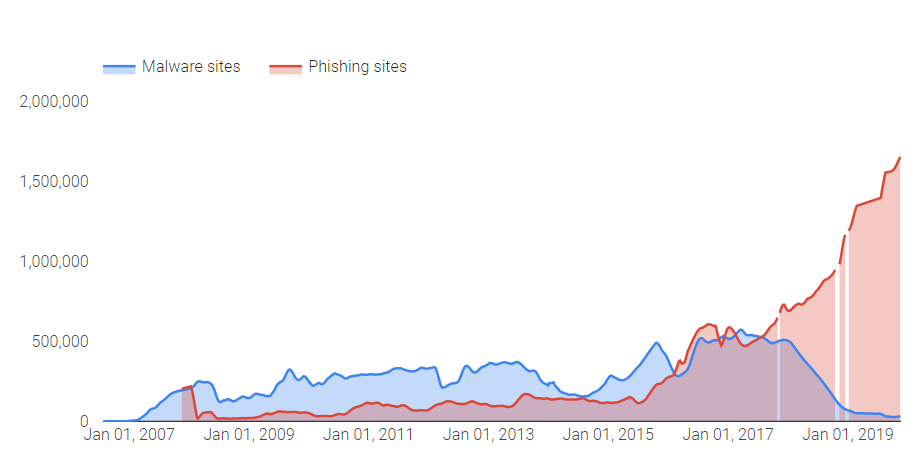 Malware sites Phishing sites
2,000,000
1,500,000
1,000,000
500,000
0
Jan 01, 2007 Jan 01, 2009 Jan 01, 2011 Jan 01, 2013 Jan 01, 2015 Jan 01, 2017 Jan 01, 2019